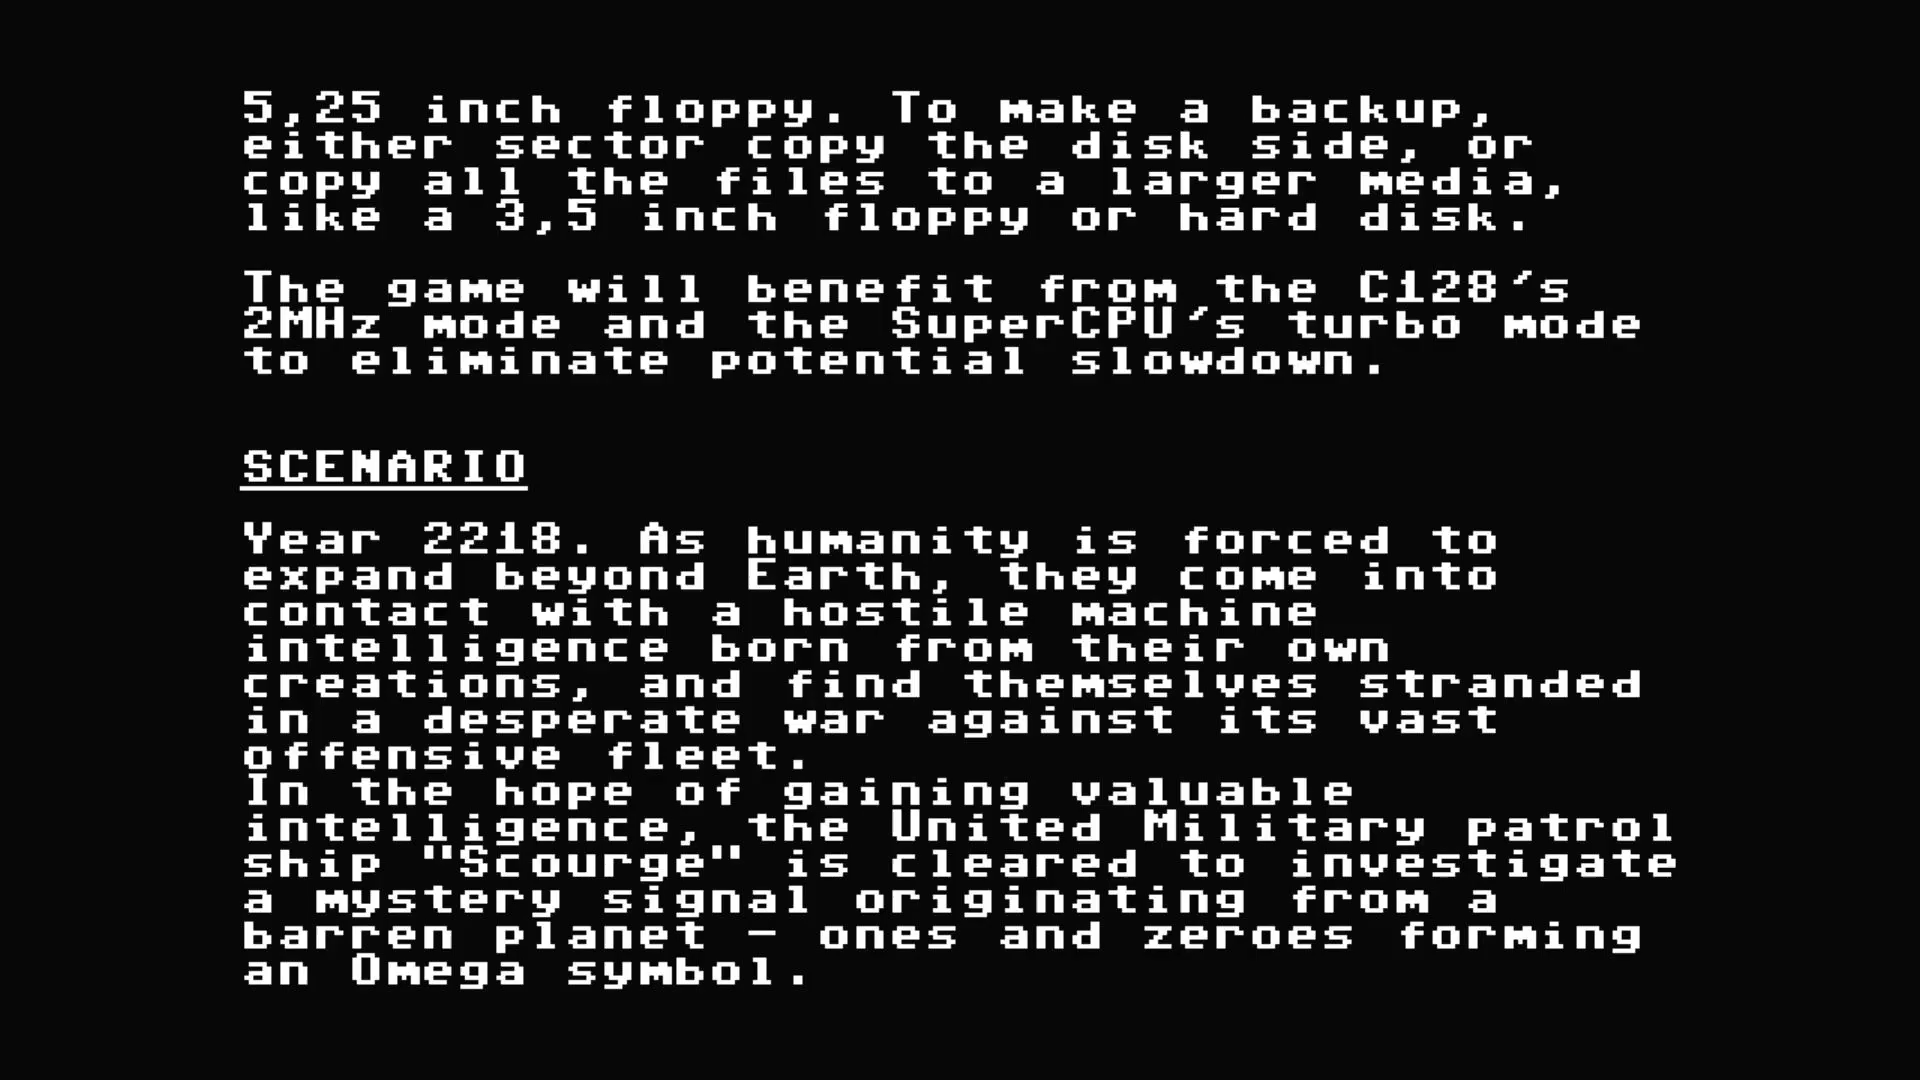 5,25 inch floppy. To make a backup,
either sector copy the disk side, or
copy all the files to a larger media,
like a 3,5 inch floppy or hard disk.
The game will benefit from the C128's
2MHz mode and the SuperCPU's turbo mode
to eliminate potential slowdown.
SCENARIO
Year 2218. As humanity is forced to
expand beyond Earth, they come into
contact with a hostile machine
intelligence born from their own
creations, and find themselves stranded
in a desperate war against its vast
offensive fleet.
In the hope of gaining valuable
intelligence, the United Military patrol
ship "Scourge" is cleared to investigate
a mystery signal originating from a
barren planet - ones and zeroes forming
an Omega symbol.